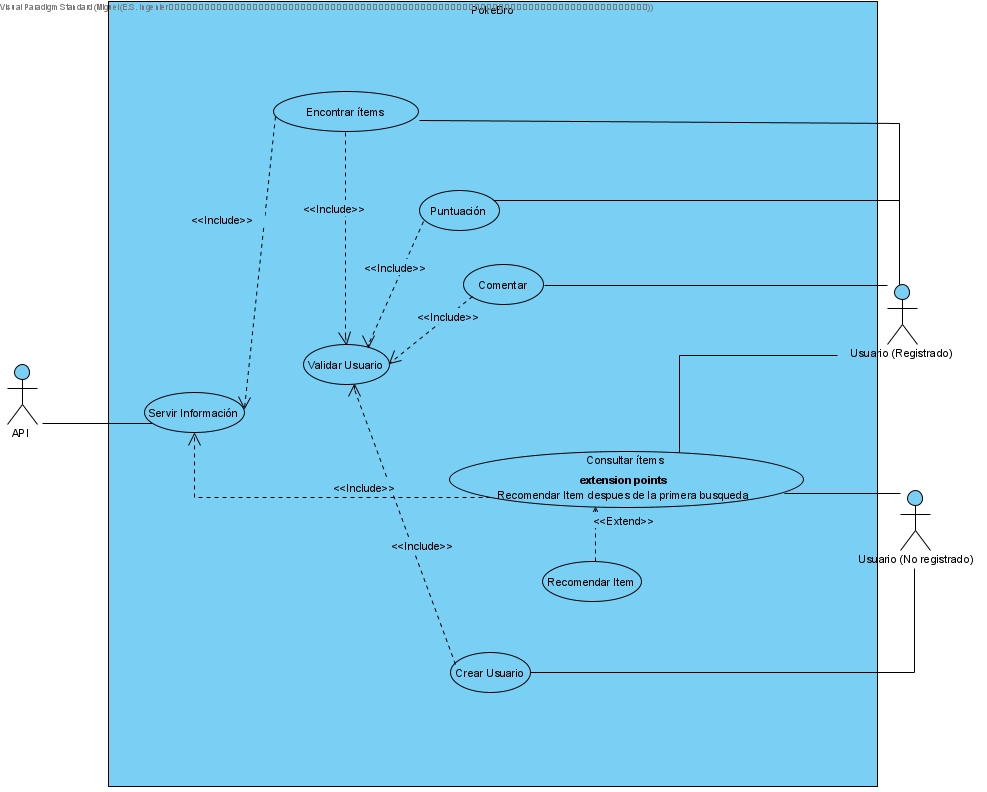 Visual Paradigm Standard (Miguel (E.S. Ingenier
PokeBro
Encontrar ítems
<<Include>>
<<Include>>
Puntuación
<<Include>>
Comentar
<<Include>>
Usuario (Registrado)
Validar Usuario
Servir Información
API
Consultar ítems
extension points
Recomendar Item despues de la primera busqueda
<<Include>>
<<Extend>>
<<Include>>
Usuario (No registrado)
Recomendar Item
Crear Usuario